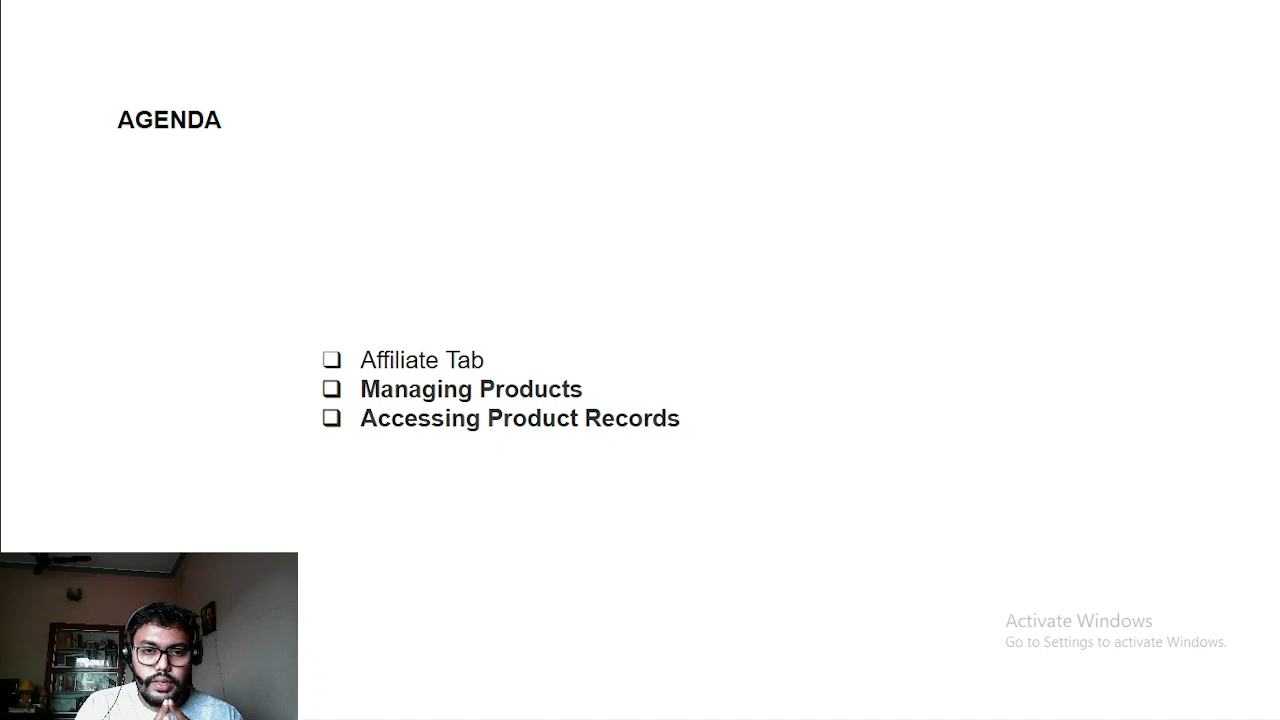 AGENDA
❏ Affiliate Tab
❏ Managing Products
❏ Accessing Product Records
Activate Windows
Go to Settings to activate Windows.